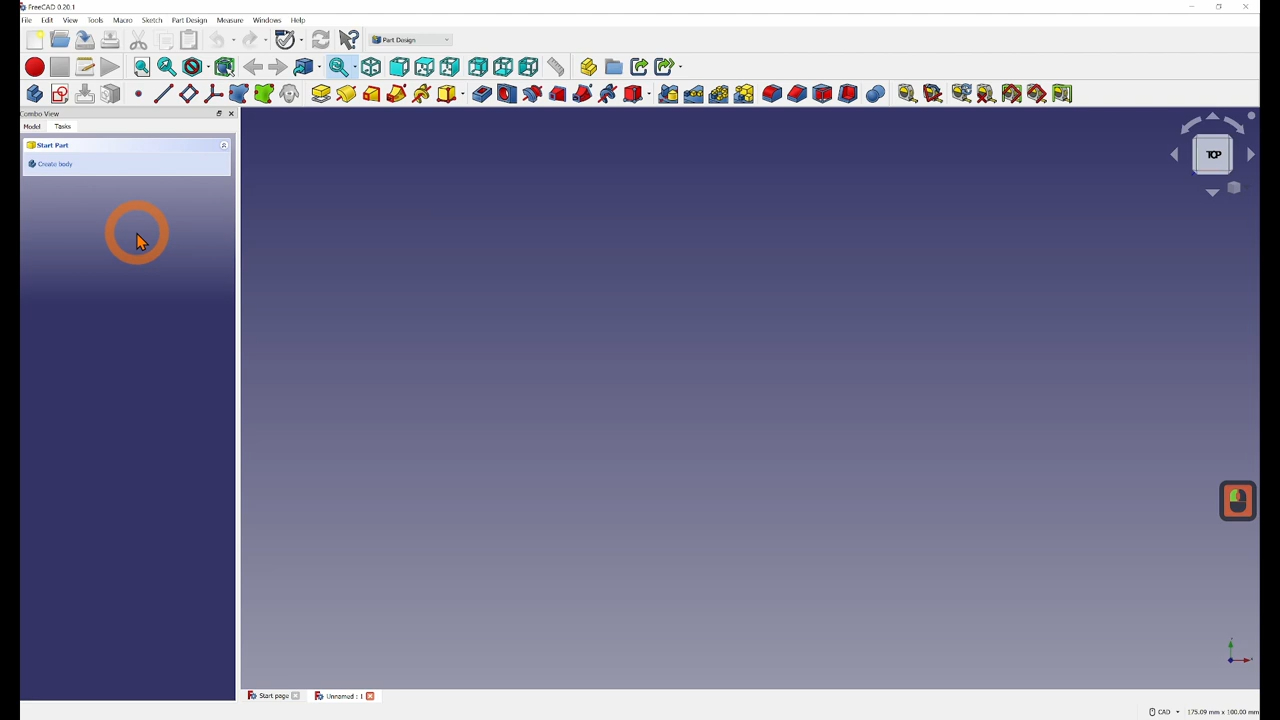 FreeCAD 0.20.1
File Edit View Tools Macro Sketch Part Design Measure Windows Help
Part Design
Combo View
Model Tasks
Start Part
Create body
TOP
Start page Unnamed : 1
CAD 175.09 mm x 100.00 mm